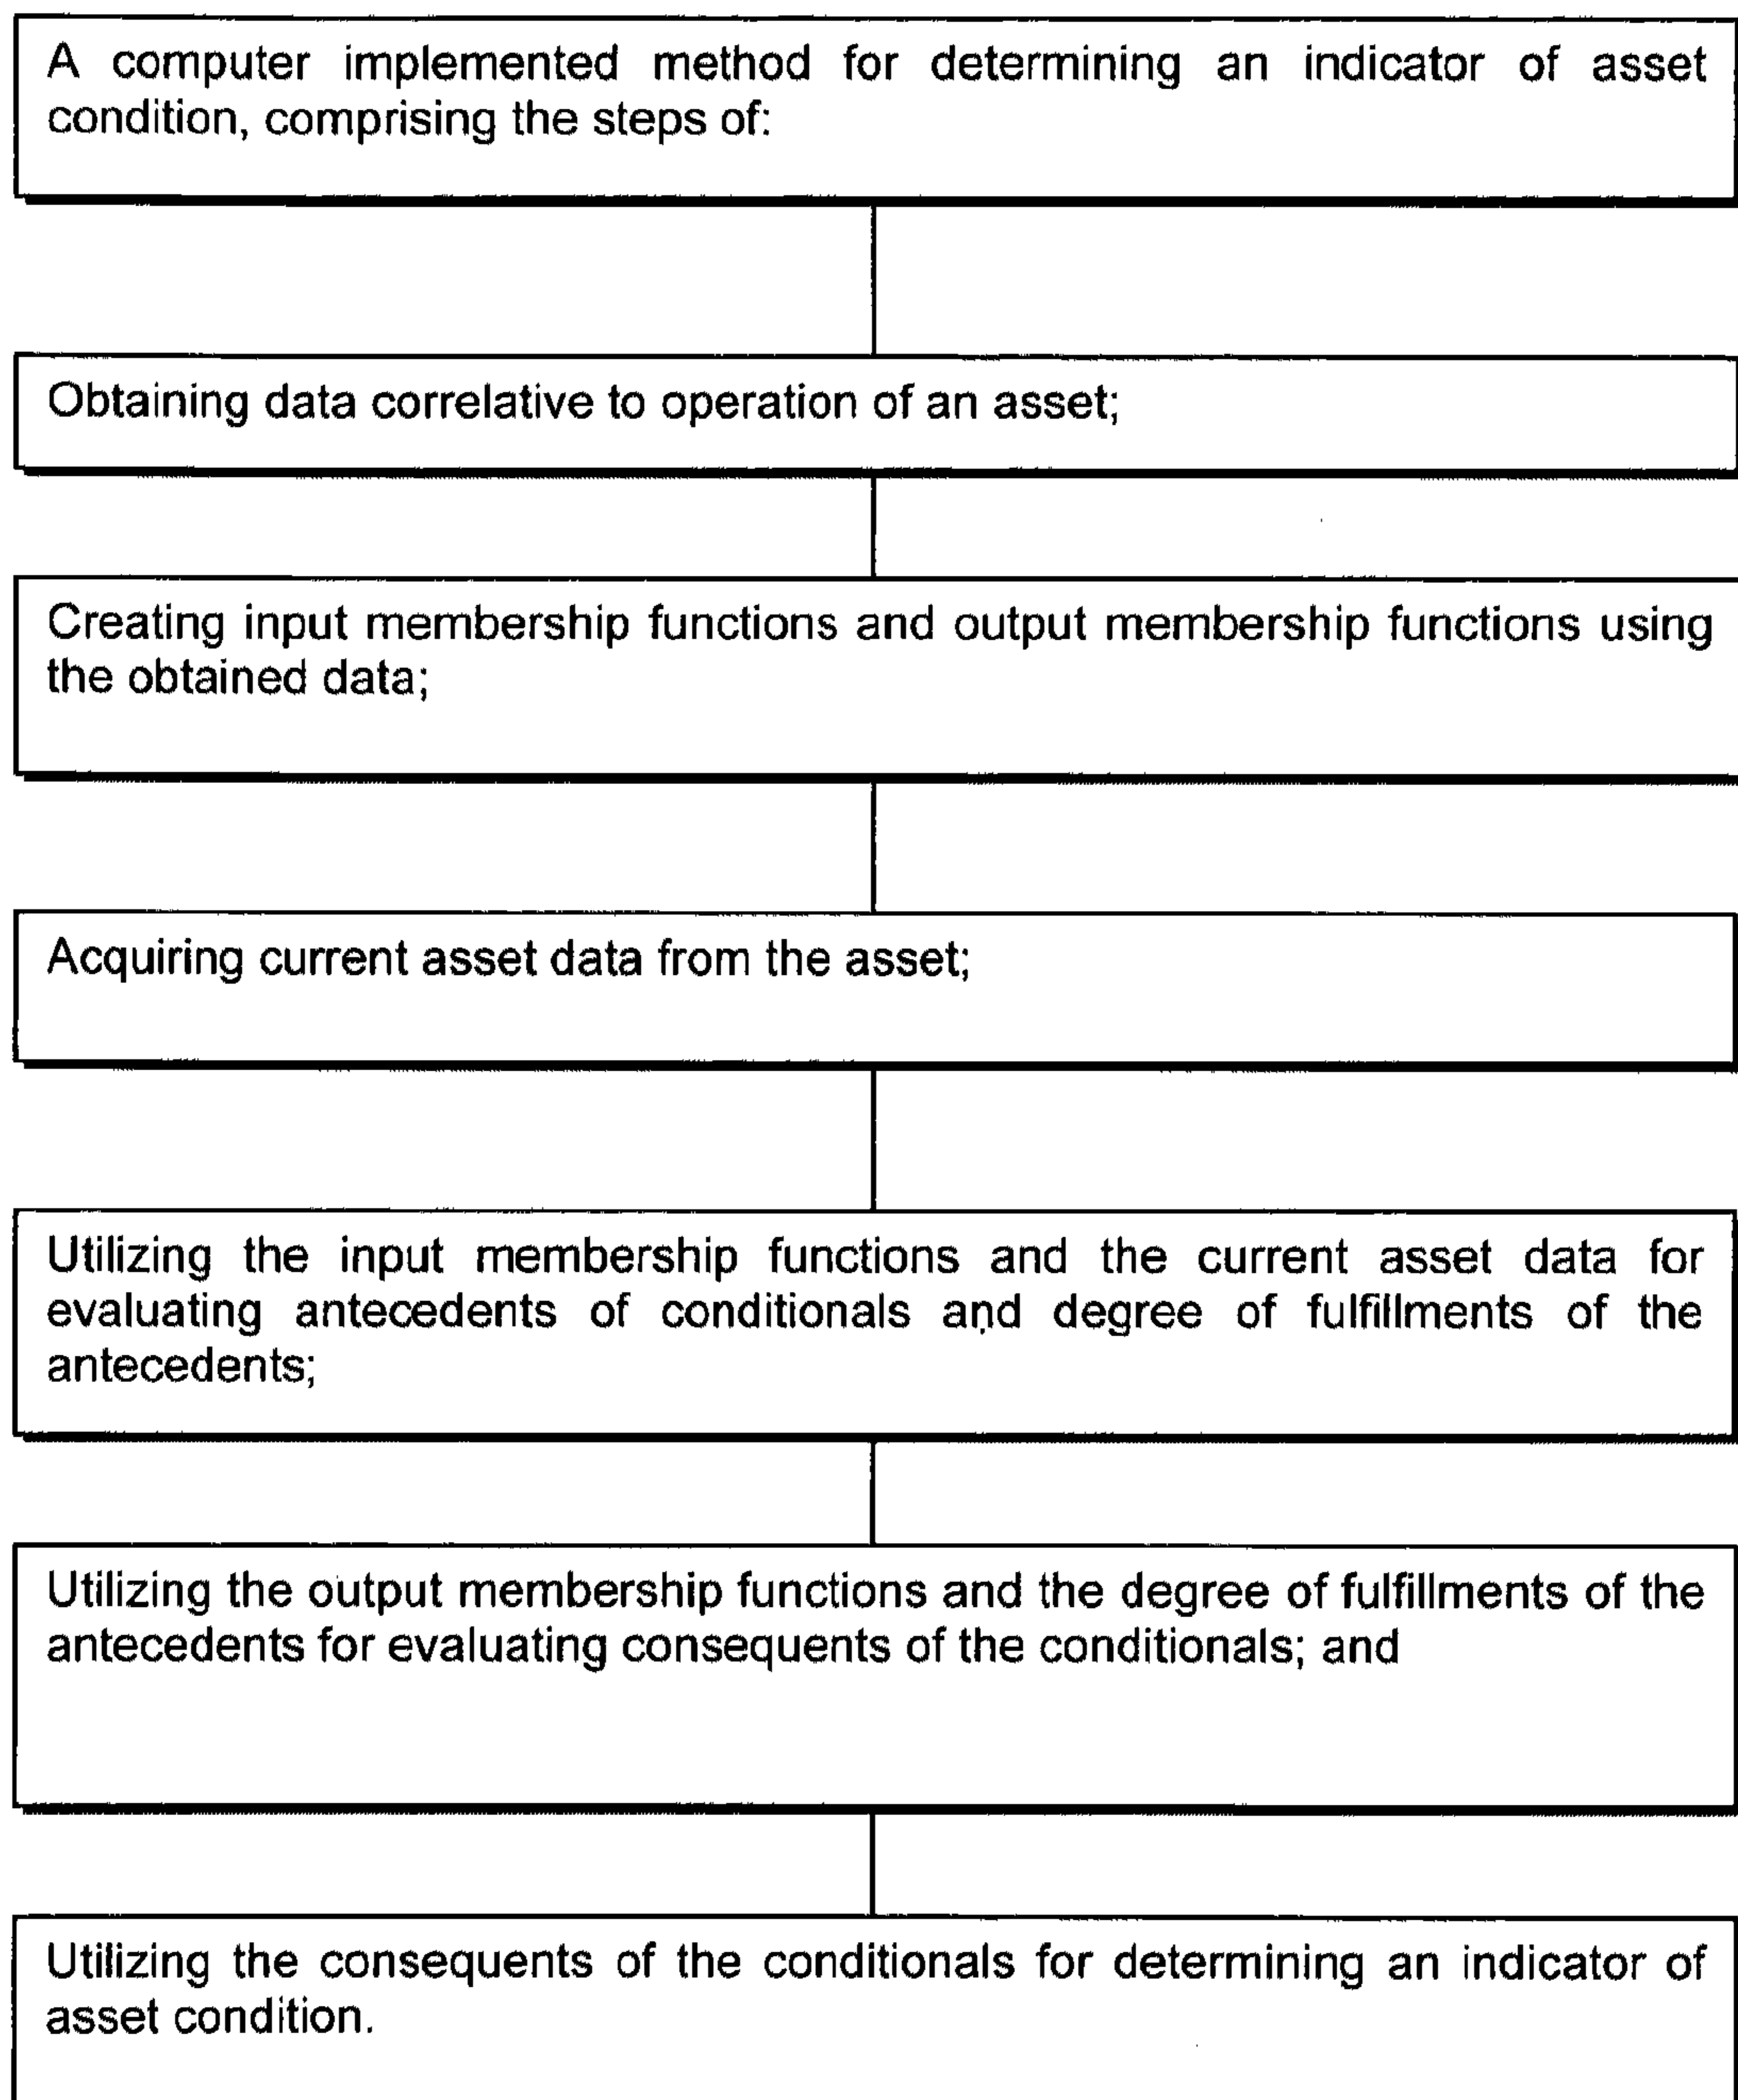 A computer implemented method for determining an indicator of asset
condition, comprising the steps of:
Obtaining data correlative to operation of an asset;
Creating input membership functions and output membership functions using
the obtained data;
Acquiring current asset data from the asset;
Utilizing the input membership functions and the current asset data for
evaluating antecedents of conditionals and degree of fulfillments of the
antecedents;
Utilizing the output membership functions and the degree of fulfillments of the
antecedents for evaluating consequents of the conditionals; and
Utilizing the consequents of the conditionals for determining an indicator of
asset condition.